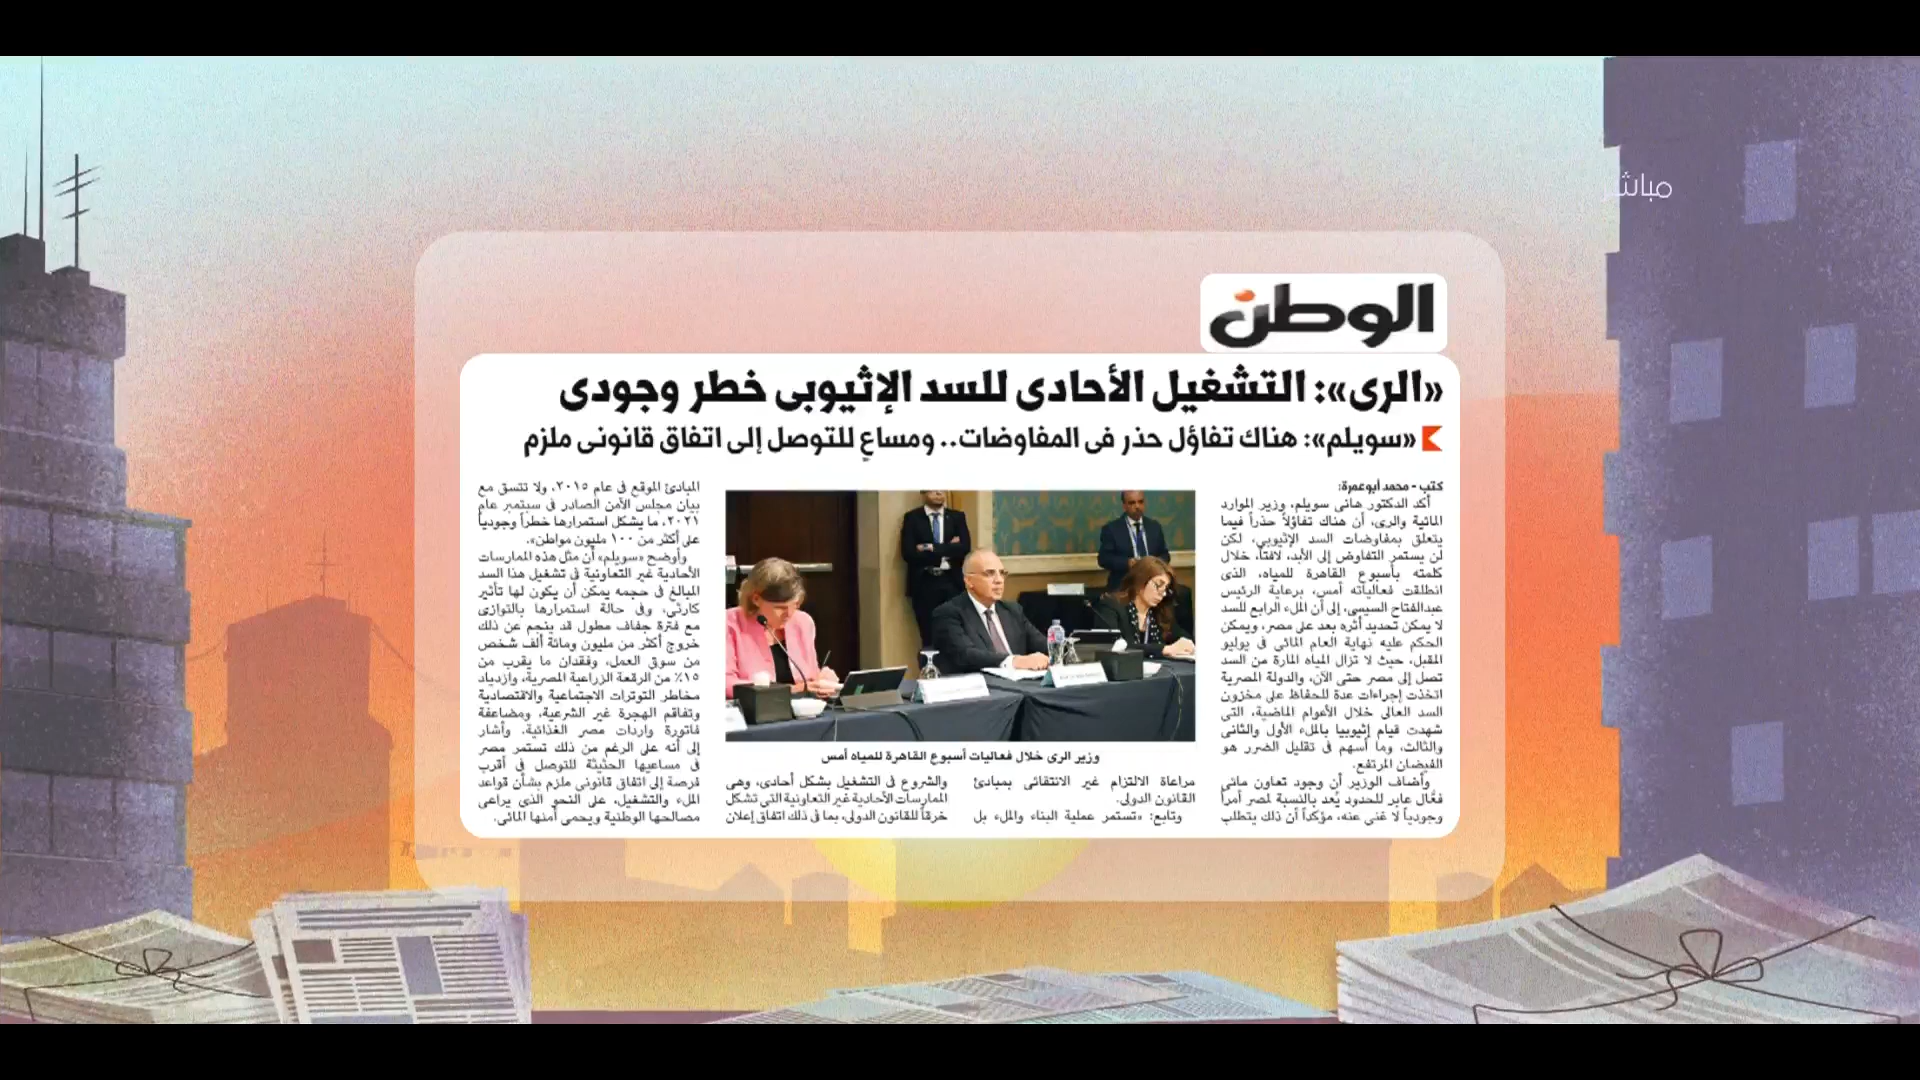 مباشر
الوطن
«الرى»: التشغيل الأحادى للسد الإثيوبى خطر وجودى
«سويلم»: هناك تفاؤل حذر فى المفاوضات.. ومساعٍ للتوصل إلى اتفاق قانونى ملزم
كتب - محمد أبوعمرة:
أكد الدكتور هانى سويلم، وزير الموارد
المائية والرى، أن هناك تفاؤلاً حذراً فيما
يتعلق بمفاوضات السد الإثيوبى، لكن
لن يستمر التفاوض إلى الأبد، لافتاً، خلال
كلمته بأسبوع القاهرة للمياه، الذى
انطلقت فعالياته أمس، برعاية الرئيس
عبدالفتاح السيسى، إلى أن الملء الرابع للسد
لا يمكن تحديد أثره بعد على مصر، ويمكن
الحكم عليه نهاية العام المائى فى يوليو
المقبل، حيث لا تزال المياه المارة من السد
تصل إلى مصر حتى الآن، والدولة المصرية
اتخذت إجراءات عدة للحفاظ على مخزون
السد العالى خلال الأعوام الماضية، التى
شهدت قيام إثيوبيا بالملء الأول والثانى
والثالث، وما أسهم فى تقليل الضرر هو
الفيضان المرتفع.
وأضاف الوزير أن وجود تعاون مائى
فعَّال عابر للحدود يُعد بالنسبة لمصر أمراً
وجودياً لا غنى عنه، مؤكداً أن ذلك يتطلب
وزير الرى خلال فعاليات أسبوع القاهرة للمياه أمس
مراعاة الالتزام غير الانتقائى بمبادئ
القانون الدولى.
وتابع: «تستمر عملية البناء والملء بل
والشروع فى التشغيل بشكل أحادى، وهى
الممارسات الأحادية غير التعاونية التى تشكل
خرقاً للقانون الدولى، بما فى ذلك اتفاق إعلان
المبادئ الموقع فى عام ٢٠١٥، ولا تتسق مع
بيان مجلس الأمن الصادر فى سبتمبر عام
٢٠٢١، ما يشكل استمرارها خطراً وجودياً
على أكثر من ١٠٠ مليون مواطن».
وأوضح «سويلم» أن مثل هذه الممارسات
الأحادية غير التعاونية فى تشغيل هذا السد
المبالغ فى حجمه يمكن أن يكون لها تأثير
كارثى، وفى حالة استمرارها بالتوازى
مع فترة جفاف مطول قد ينجم عن ذلك
خروج أكثر من مليون ومائة ألف شخص
من سوق العمل، وفقدان ما يقرب من
١٥٪ من الرقعة الزراعية المصرية، وازدياد
مخاطر التوترات الاجتماعية والاقتصادية
وتفاقم الهجرة غير الشرعية، ومضاعفة
فاتورة واردات مصر الغذائية. وأشار
إلى أنه على الرغم من ذلك تستمر مصر
فى مساعيها الحثيثة للتوصل فى أقرب
فرصة إلى اتفاق قانونى ملزم بشأن قواعد
الملء والتشغيل، على النحو الذى يراعى
مصالحها الوطنية ويحمى أمنها المائى.